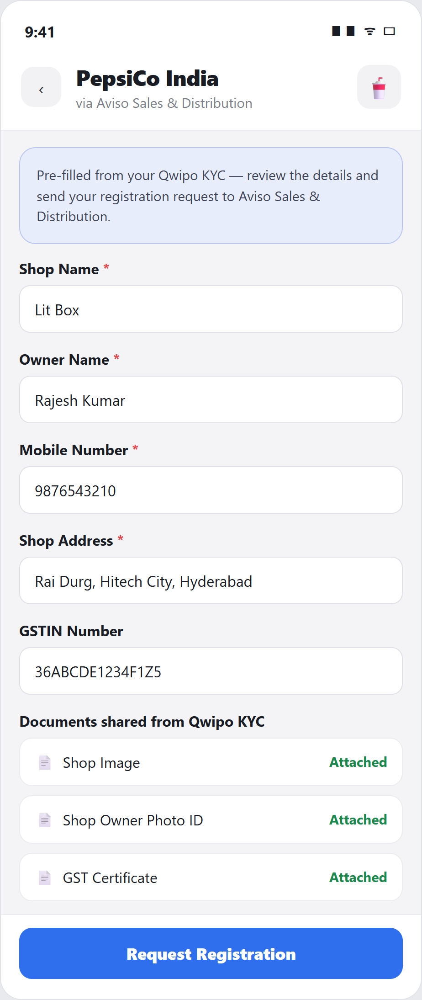 9:41
‹
PepsiCo India
via Aviso Sales & Distribution
Pre-filled from your Qwipo KYC — review the details and
send your registration request to Aviso Sales &
Distribution.
Shop Name *
Lit Box
Owner Name *
Rajesh Kumar
Mobile Number *
9876543210
Shop Address *
Rai Durg, Hitech City, Hyderabad
GSTIN Number
36ABCDE1234F1Z5
Documents shared from Qwipo KYC
Shop Image Attached
Shop Owner Photo ID Attached
GST Certificate Attached
Request Registration